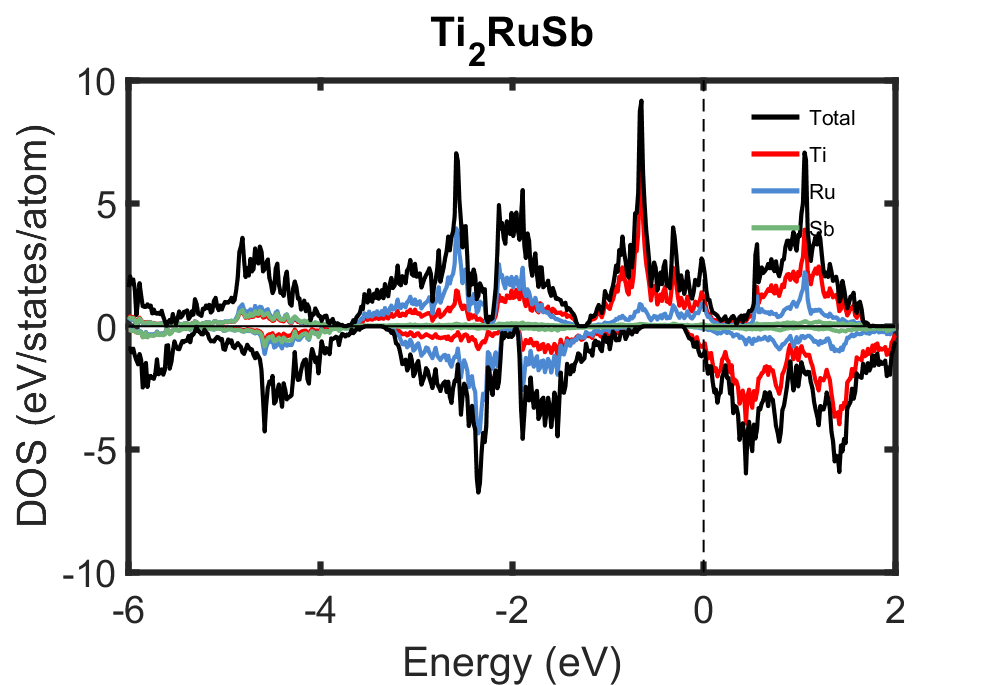 Ti2RuSb
DOS (eV/states/atom)
10
5
0
0
-5
-10
Total
Ti
Ru
Sb
-6
-4
-2
0
2
Energy (eV)